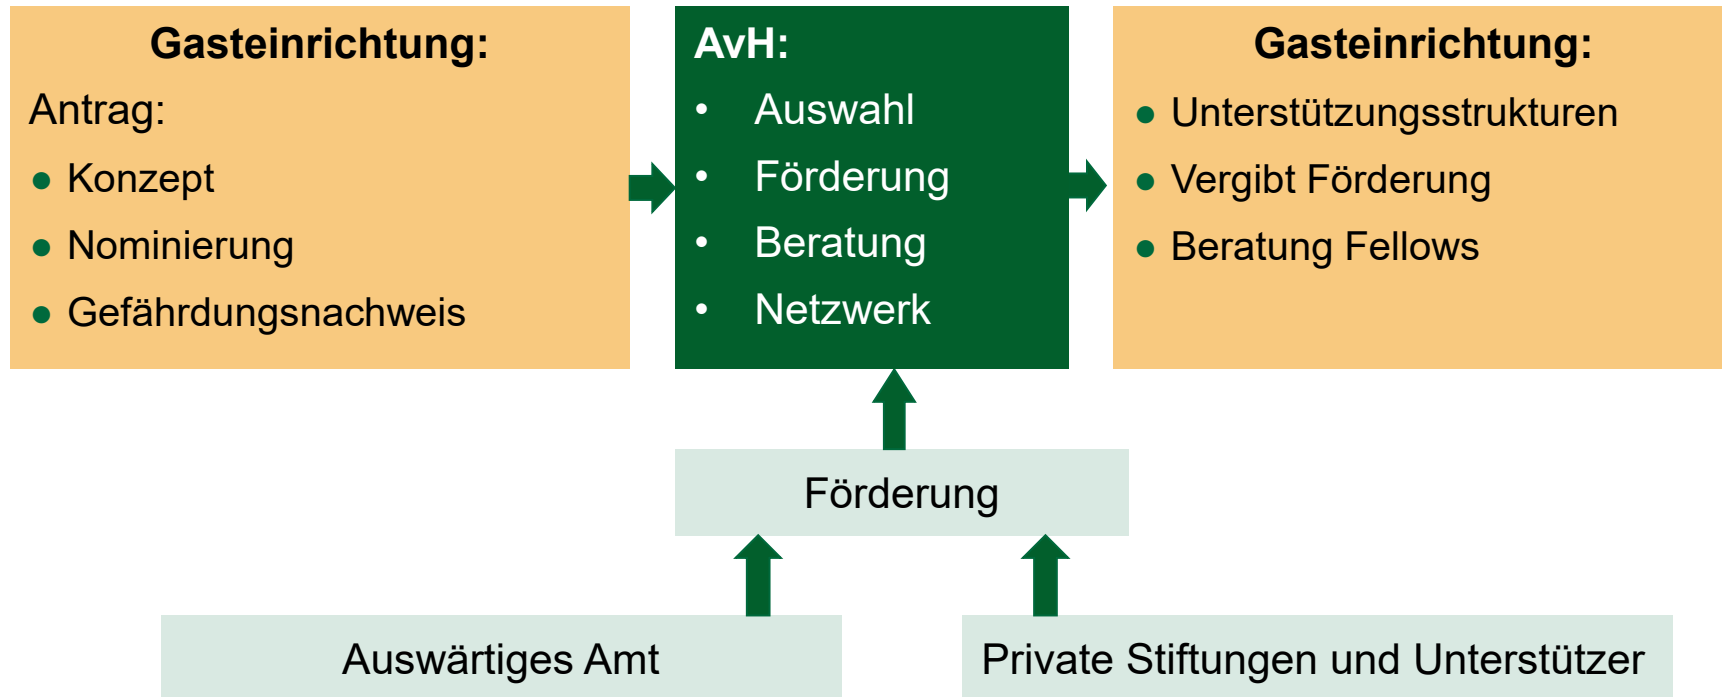 Gasteinrichtung:
Antrag:
● Konzept
● Nominierung
● Gefährdungsnachweis
AvH:
• Auswahl
• Förderung
• Beratung
• Netzwerk
Gasteinrichtung:
● Unterstützungsstrukturen
● Vergibt Förderung
● Beratung Fellows
Förderung
Auswärtiges Amt
Private Stiftungen und Unterstützer